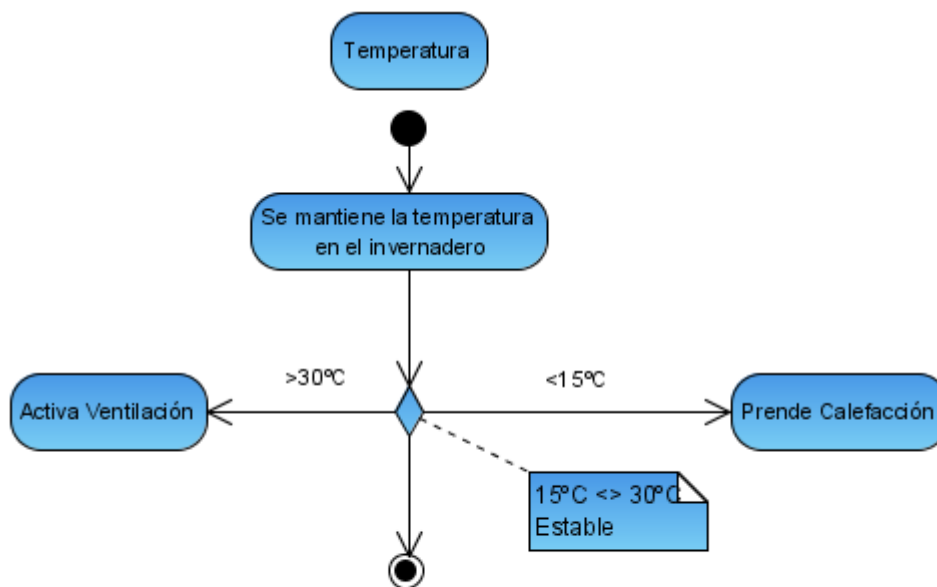 Temperatura
Se mantiene la temperatura
en el invernadero
>30ºC
<15ºC
Activa Ventilación
Prende Calefacción
15ºC <> 30ºC
Estable